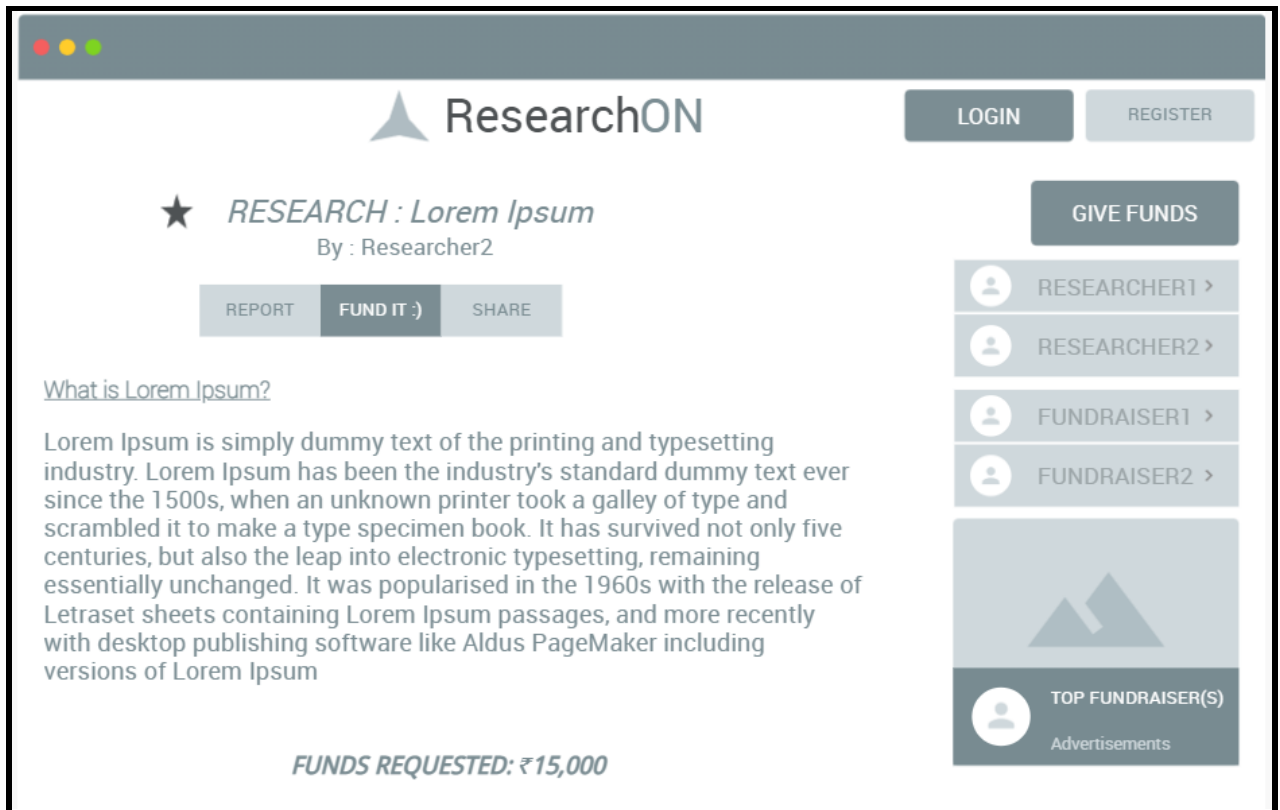 ResearchON
LOGIN
REGISTER
RESEARCH : Lorem Ipsum
By : Researcher2
GIVE FUNDS
REPORT
FUND IT :)
SHARE
RESEARCHER1 >
RESEARCHER2 >
FUNDRAISER1 >
FUNDRAISER2 >
What is Lorem Ipsum?
Lorem Ipsum is simply dummy text of the printing and typesetting
industry. Lorem Ipsum has been the industry's standard dummy text ever
since the 1500s, when an unknown printer took a galley of type and
scrambled it to make a type specimen book. It has survived not only five
centuries, but also the leap into electronic typesetting, remaining
essentially unchanged. It was popularised in the 1960s with the release of
Letraset sheets containing Lorem Ipsum passages, and more recently
with desktop publishing software like Aldus PageMaker including
versions of Lorem Ipsum
TOP FUNDRAISER(S)
Advertisements
FUNDS REQUESTED: ₹15,000